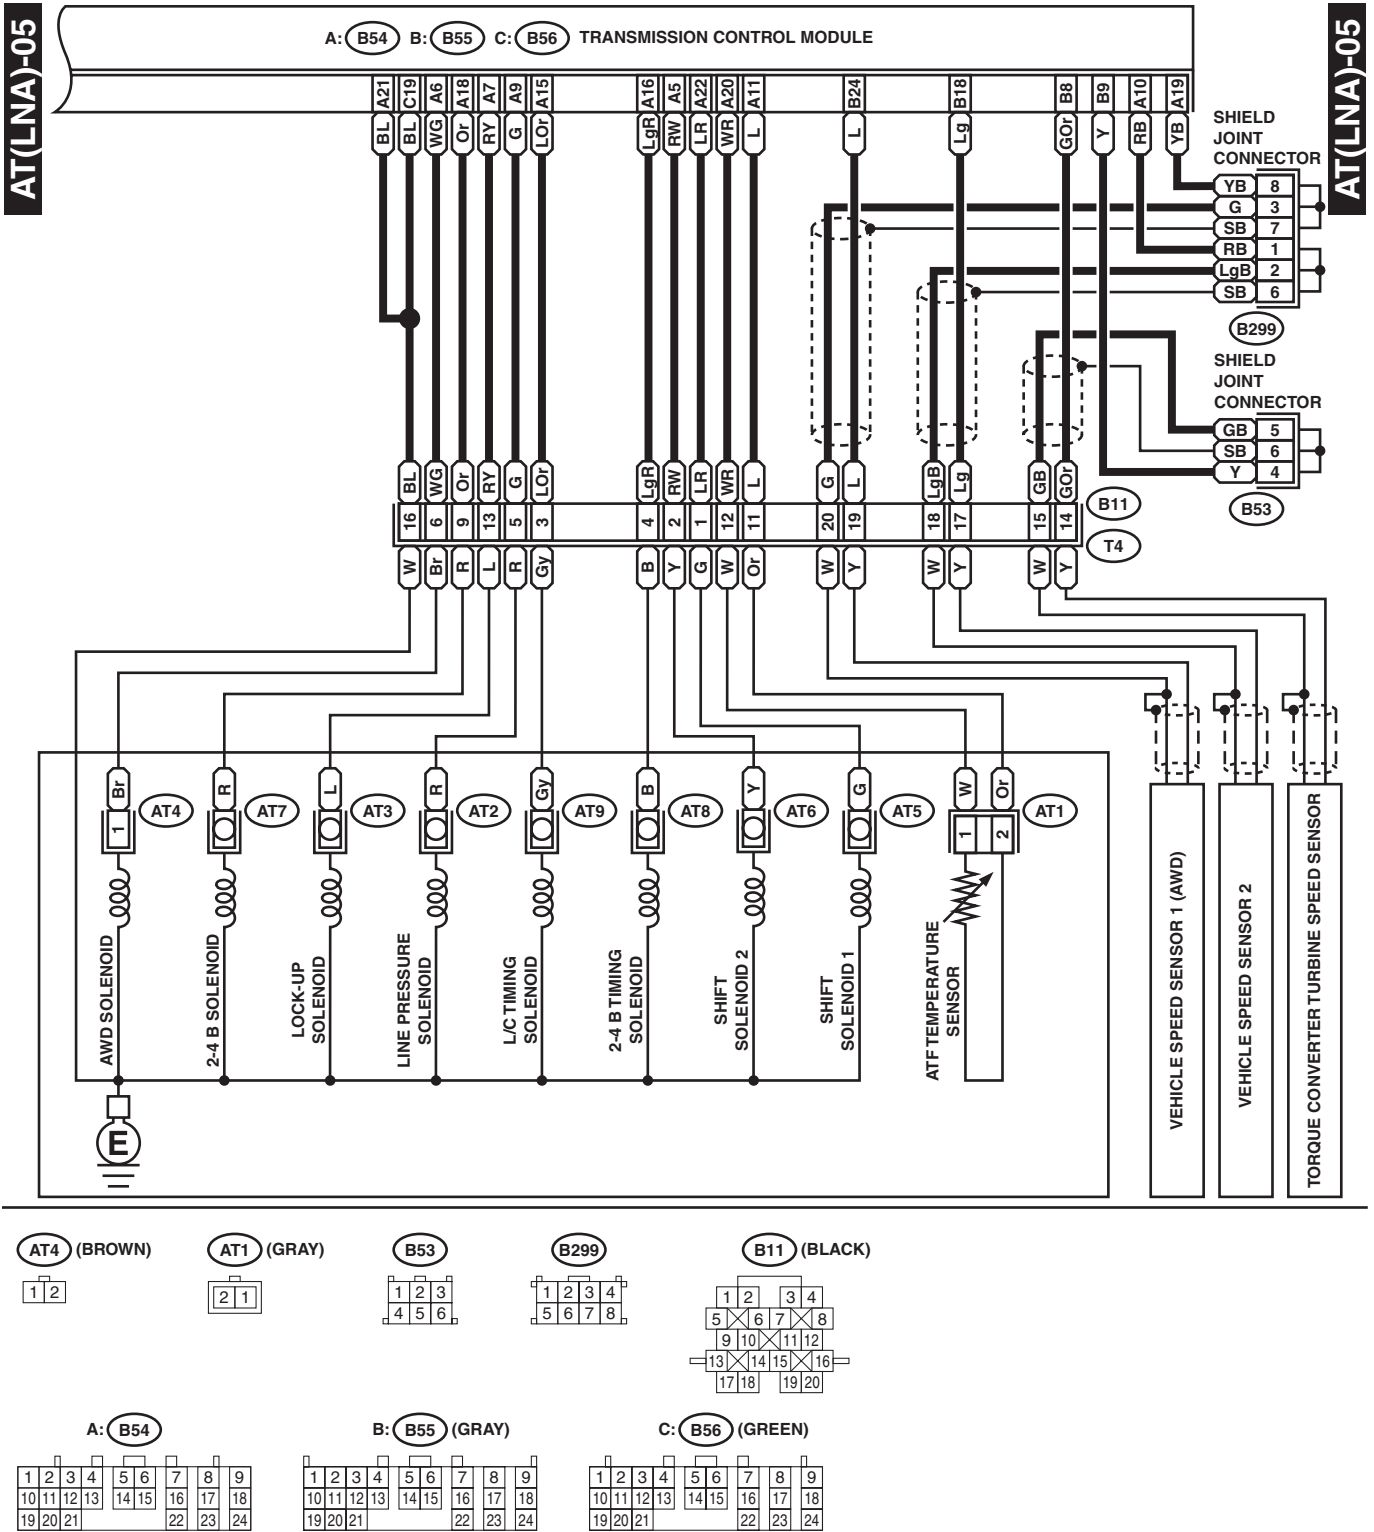 AT(LNA)-05
AT(LNA)-05
A: B54 B: B55 C: B56 TRANSMISSION CONTROL MODULE
A21 C19 A6 A18 A7 A9 A15 A16 A5 A22 A20 A11 B24 B18 B8 B9 A10 A19
BL BL WG Or RY G LOr LgR RW LR WR L L Lg GOr Y RB YB
SHIELD
JOINT
CONNECTOR
YB 8
G 3
SB 7
RB 1
LgB 2
SB 6
B299
SHIELD
JOINT
CONNECTOR
GB 5
SB 6
Y 4
B53
BL WG Or RY G LOr LgR RW LR WR L G L LgB Lg GB GOr
16 6 9 13 5 3 4 2 1 12 11 20 19 18 17 15 14
B11
T4
W Br R L R Gy B Y G W Or W Y W Y W Y
Br R L R Gy B Y G W Or
AT4 AT7 AT3 AT2 AT9 AT8 AT6 AT5 AT1
1 1 2
AWD SOLENOID
2-4 B SOLENOID
LOCK-UP
SOLENOID
LINE PRESSURE
SOLENOID
L/C TIMING
SOLENOID
2-4 B TIMING
SOLENOID
SHIFT
SOLENOID 2
SHIFT
SOLENOID 1
ATF TEMPERATURE
SENSOR
VEHICLE SPEED SENSOR 1 (AWD)
VEHICLE SPEED SENSOR 2
TORQUE CONVERTER TURBINE SPEED SENSOR
E
AT4 (BROWN)
1 2
AT1 (GRAY)
2 1
B53
1 2 3
4 5 6
B299
1 2 3 4
5 6 7 8
B11 (BLACK)
1 2 3 4
5 6 7 8
9 10 11 12
13 14 15 16
17 18 19 20
A: B54
1 2 3 4 5 6 7 8 9
10 11 12 13 14 15 16 17 18
19 20 21 22 23 24
B: B55 (GRAY)
1 2 3 4 5 6 7 8 9
10 11 12 13 14 15 16 17 18
19 20 21 22 23 24
C: B56 (GREEN)
1 2 3 4 5 6 7 8 9
10 11 12 13 14 15 16 17 18
19 20 21 22 23 24